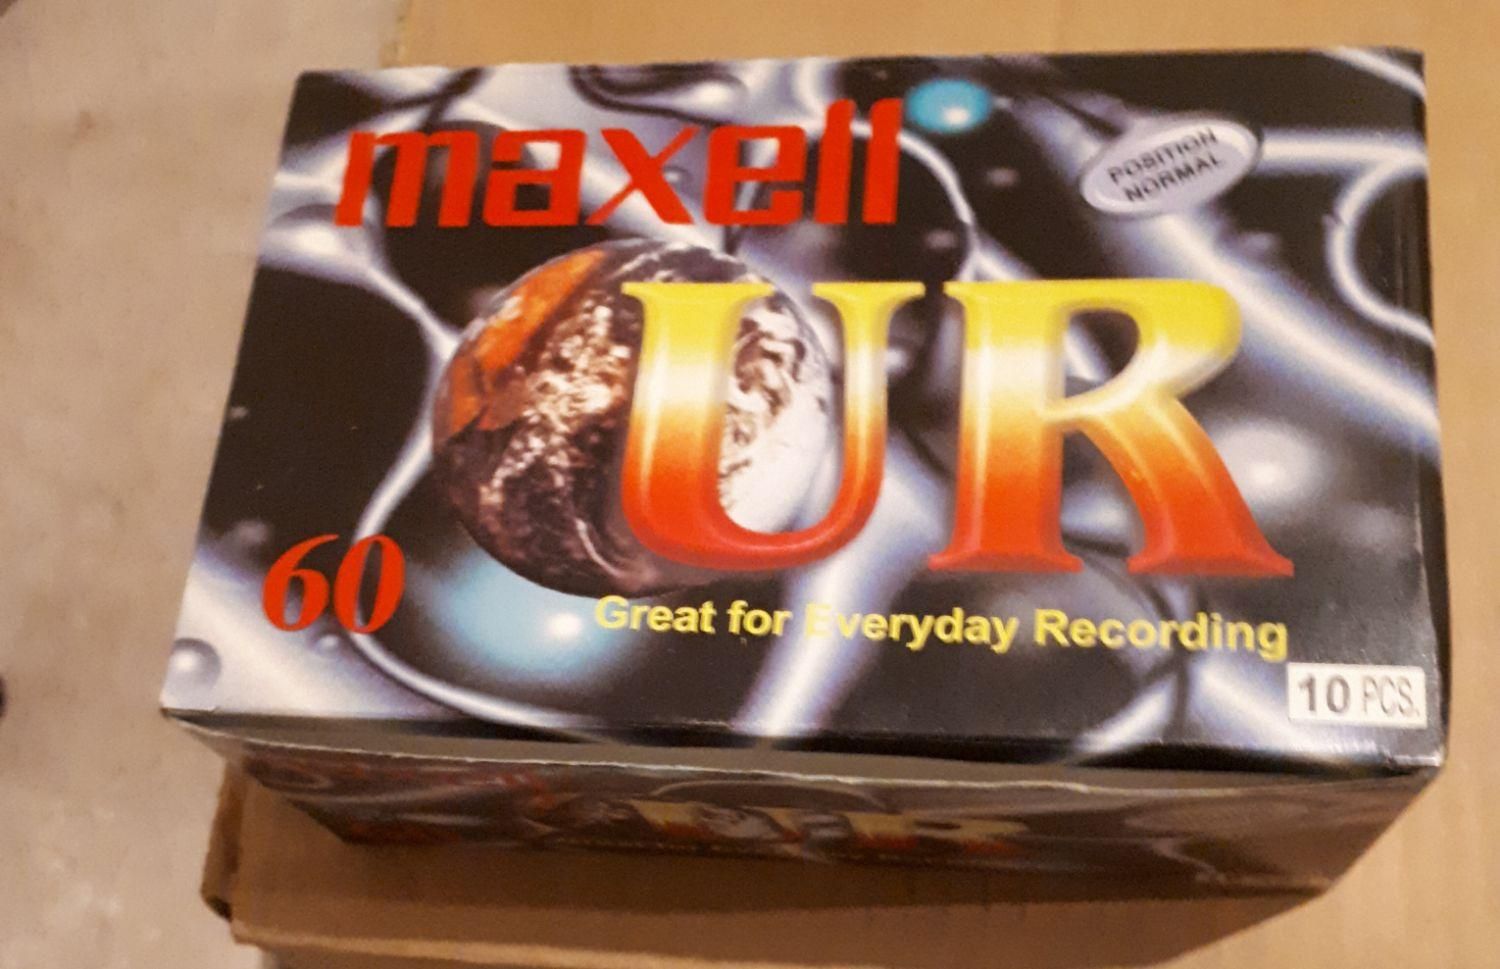 maxell
POSITION
NORMAL
UR
60
Great for Everyday Recording
10 PCS.